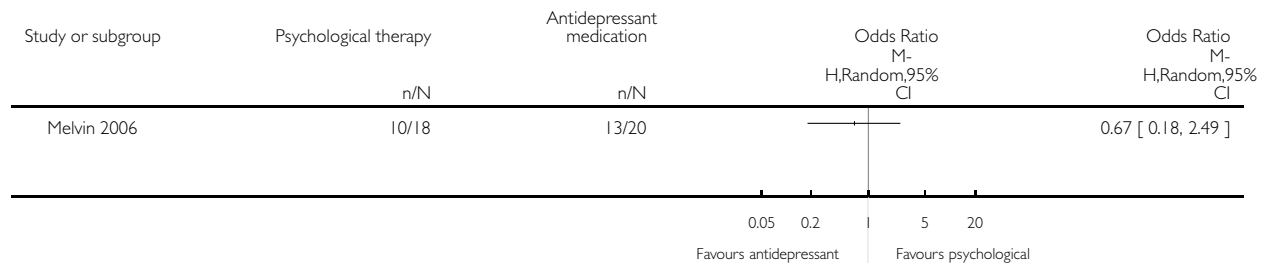 Antidepressant
Study or subgroup Psychological therapy medication Odds Ratio Odds Ratio
M- M-
H,Random,95% H,Random,95%
n/N n/N CI CI
Melvin 2006 10/18 13/20 0.67 [ 0.18, 2.49 ]
0.05 0.2 1 5 20
Favours antidepressant Favours psychological